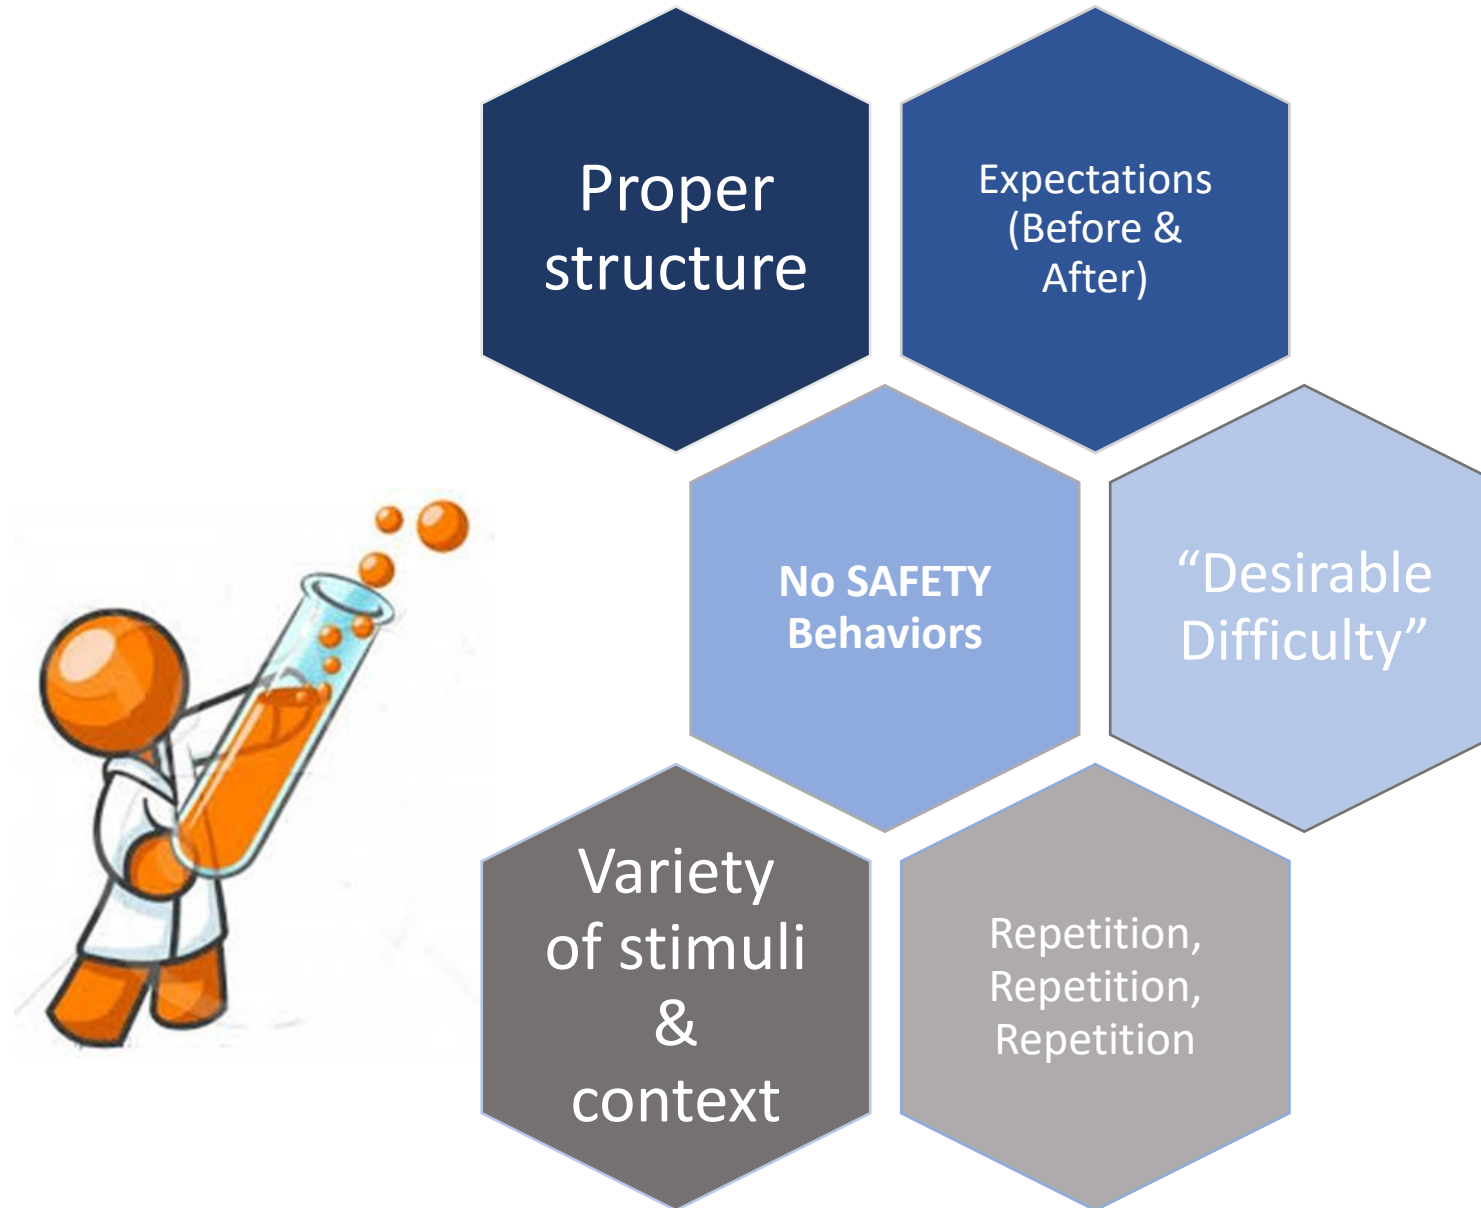 Proper
structure
Expectations
(Before &
After)
No SAFETY
Behaviors
“Desirable
Difficulty”
Variety
of stimuli
&
context
Repetition,
Repetition,
Repetition